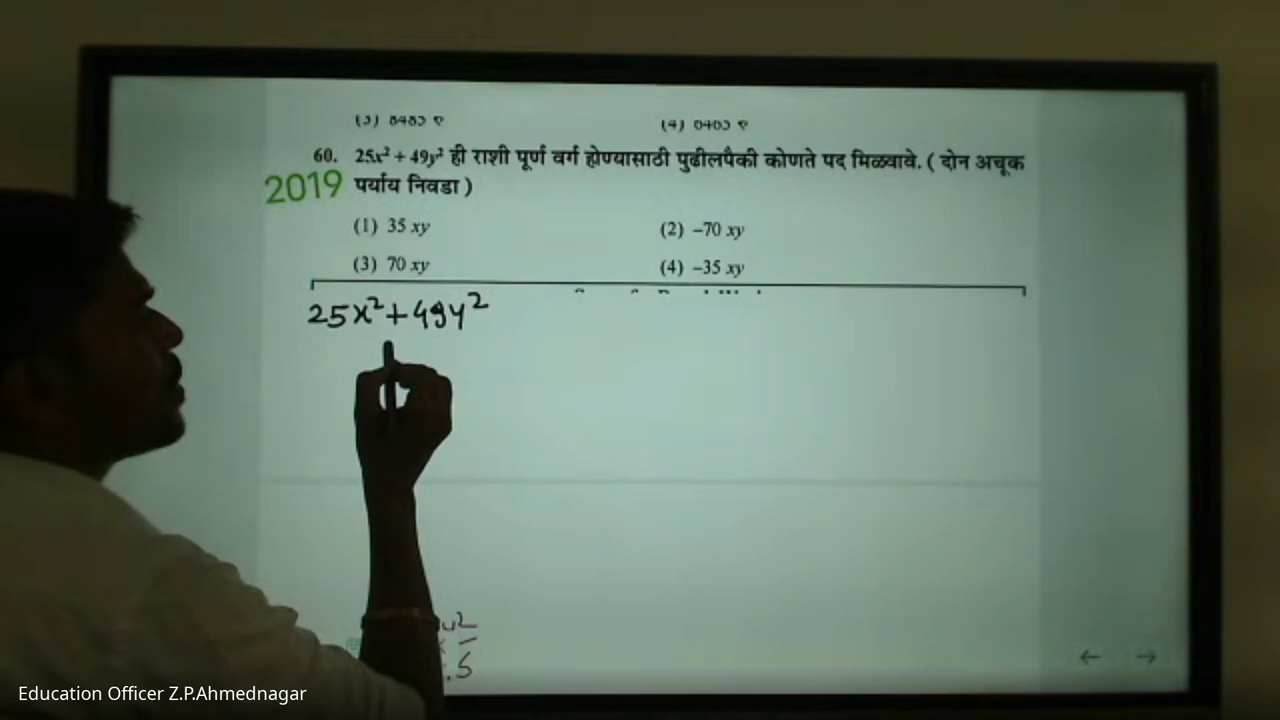 60. 25x² + 49y² ही राशी पूर्ण वर्ग होण्यासाठी पुढीलपैकी कोणते पद मिळवावे. ( दोन अचूक
2019 पर्याय निवडा )
(1) 35 xy (2) –70 xy
(3) 70 xy (4) –35 xy
25x²+49y²
Education Officer Z.P.Ahmednagar